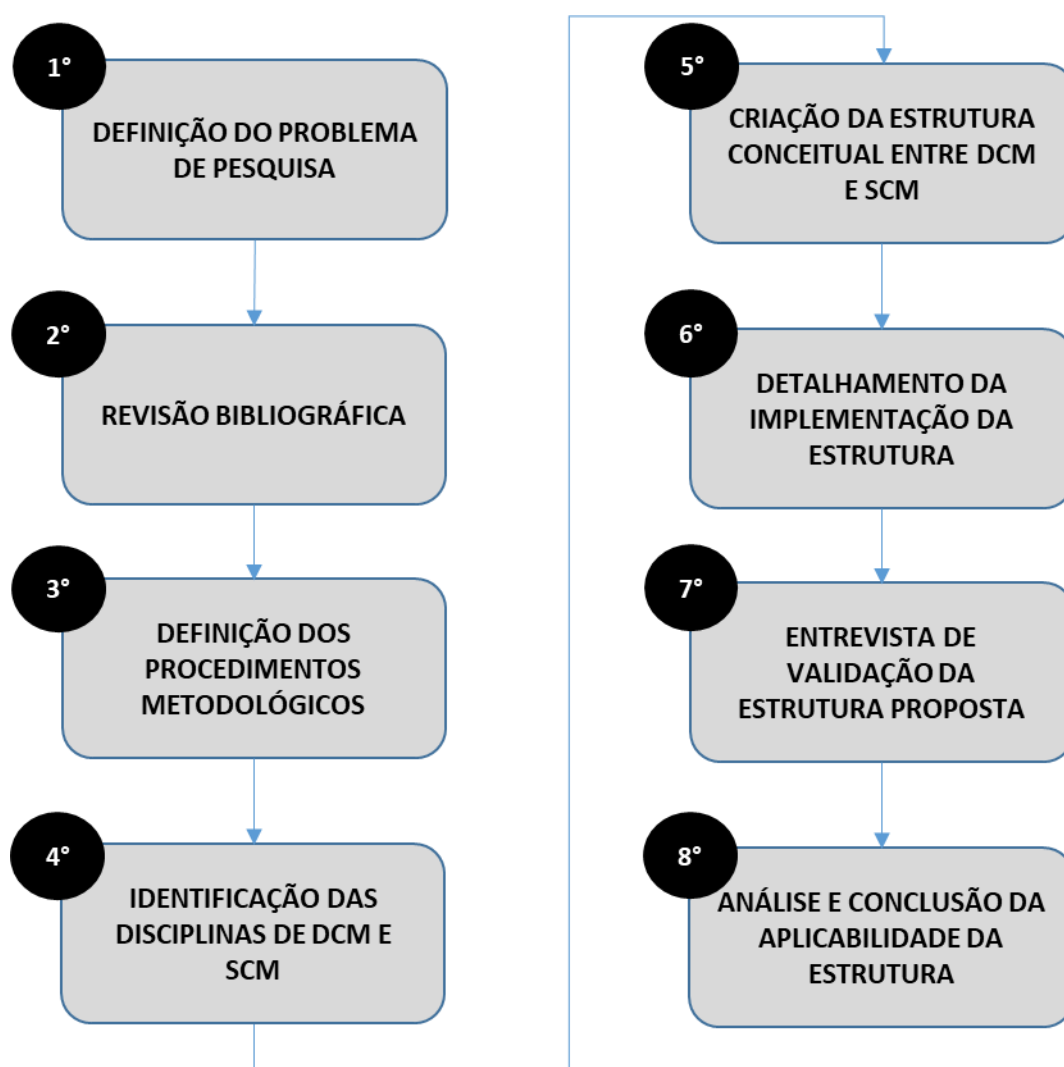 1°
DEFINIÇÃO DO PROBLEMA
DE PESQUISA
2°
REVISÃO BIBLIOGRÁFICA
3°
DEFINIÇÃO DOS
PROCEDIMENTOS
METODOLÓGICOS
4°
IDENTIFICAÇÃO DAS
DISCIPLINAS DE DCM E
SCM
5°
CRIAÇÃO DA ESTRUTURA
CONCEITUAL ENTRE DCM
E SCM
6°
DETALHAMENTO DA
IMPLEMENTAÇÃO DA
ESTRUTURA
7°
ENTREVISTA DE
VALIDAÇÃO DA
ESTRUTURA PROPOSTA
8°
ANÁLISE E CONCLUSÃO DA
APLICABILIDADE DA
ESTRUTURA